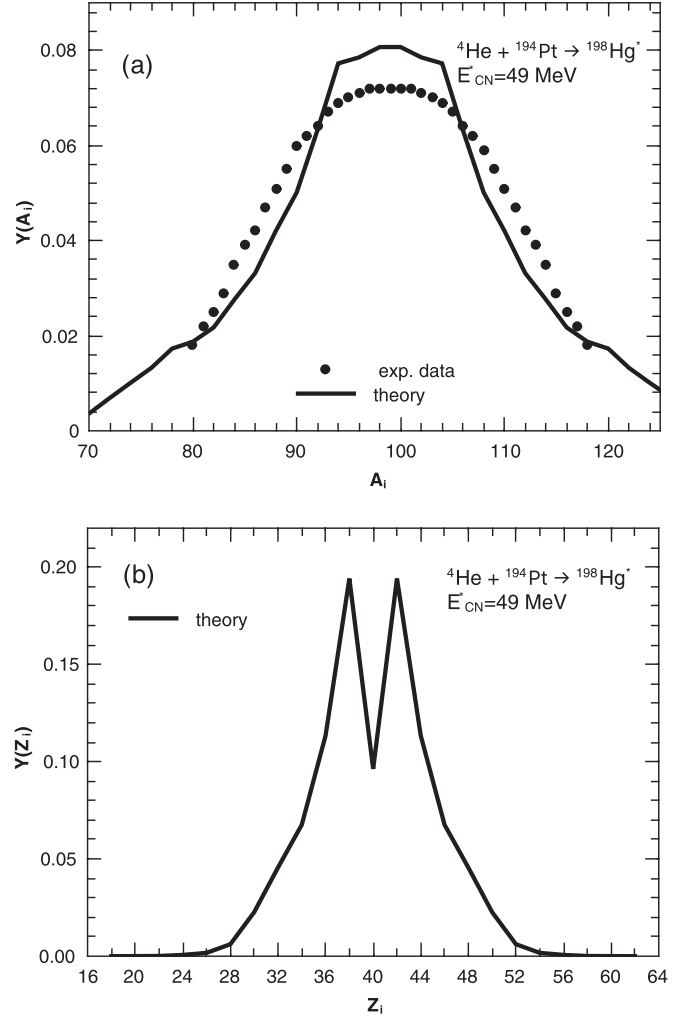 (a)
⁴He + ¹⁹⁴Pt → ¹⁹⁸Hg*
E*CN=49 MeV
0.08
0.06
0.04
0.02
0
Y(Ai)
exp. data
theory
70 80 90 100 110 120
Ai
(b)
⁴He + ¹⁹⁴Pt → ¹⁹⁸Hg*
E*CN=49 MeV
theory
0.20
0.15
0.10
0.05
0.00
Y(Zi)
16 20 24 28 32 36 40 44 48 52 56 60 64
Zi